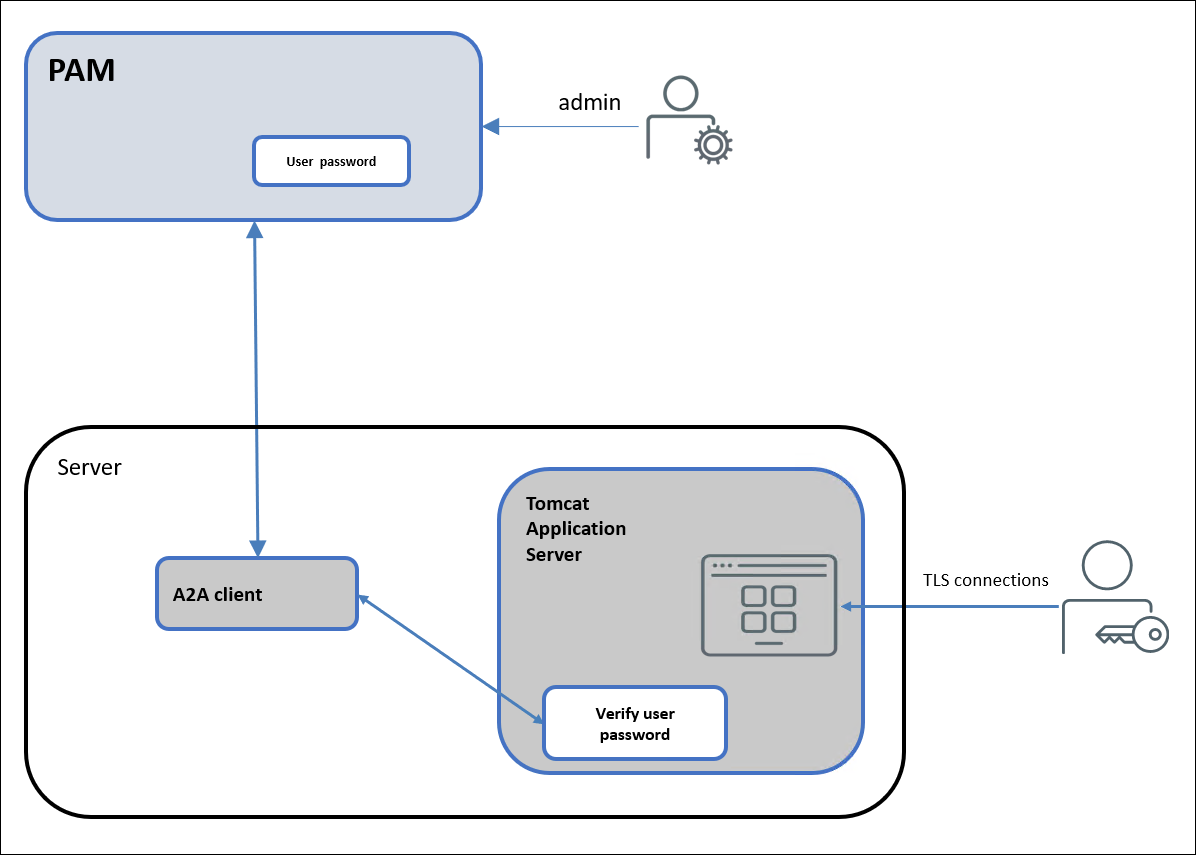 PAM
admin
User password
Server
Tomcat
Application
Server
TLS connections
A2A client
Verify user
password